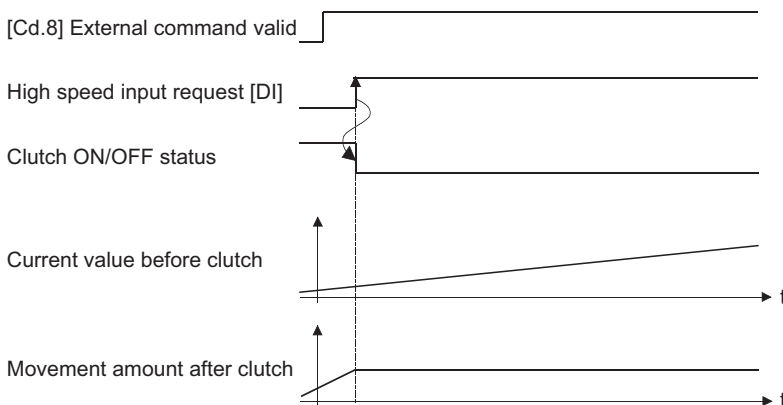 [Cd.8] External command valid
High speed input request [DI]
Clutch ON/OFF status
Current value before clutch
t
Movement amount after clutch
t